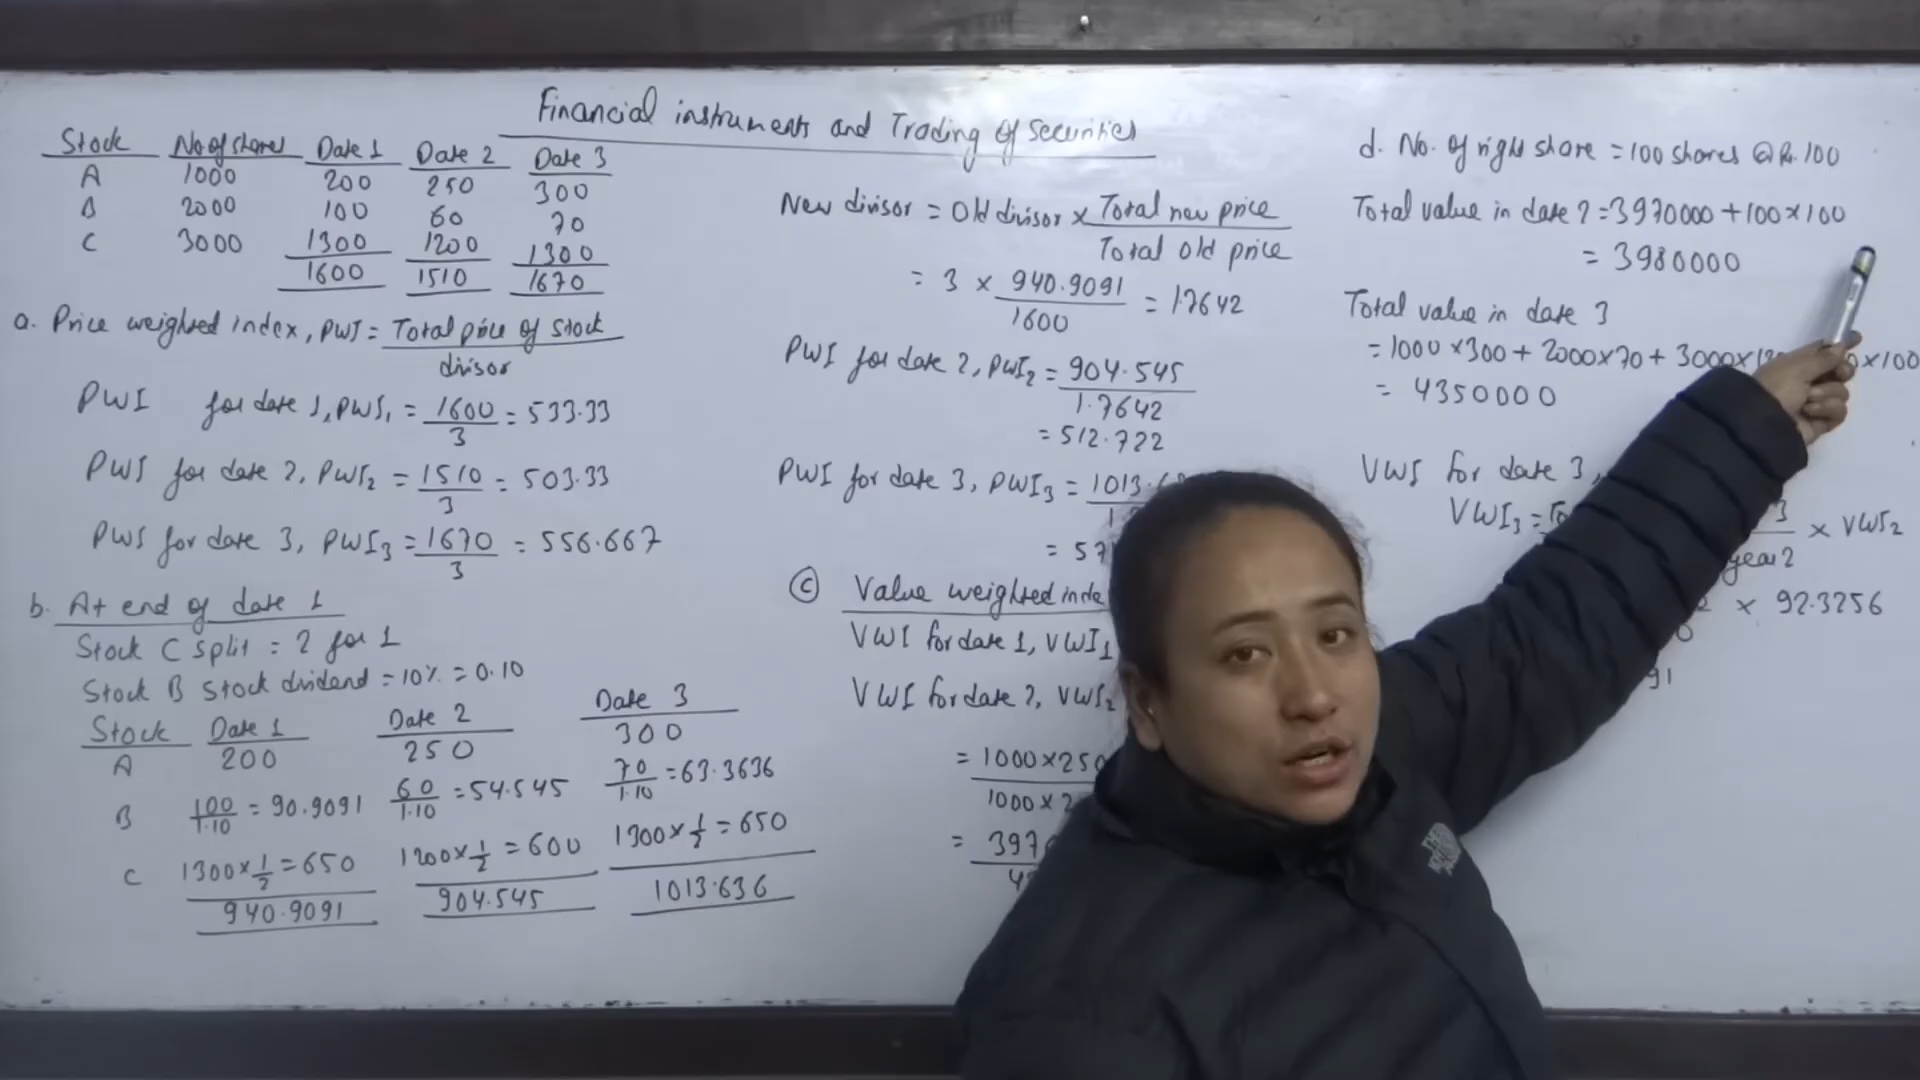 Financial instruments and Trading of Securities
Stock No of shares Date 1 Date 2 Date 3
A 1000 200 250 300
B 2000 100 60 70
C 3000 1300 1200 1300
1600 1510 1670
a. Price weighted index, PWI = Total price of stock
divisor
PWI for date 1, PWI₁ = 1600/3 = 533.33
PWI for date 2, PWI₂ = 1510/3 = 503.33
PWI for date 3, PWI₃ = 1670/3 = 556.667
b. At end of date 1
Stock C split = 2 for 1
Stock B Stock dividend = 10% = 0.10
Stock Date 1 Date 2 Date 3
A 200 250 300
B 100/1.10 = 90.9091 60/1.10 = 54.545 70/1.10 = 63.3636
C 1300×1/2 = 650 1200×1/2 = 600 1300×1/2 = 650
940.9091 904.545 1013.636
New divisor = Old divisor × Total new price
Total old price
= 3 × 940.9091/1600 = 1.7642
PWI for date 2, PWI₂ = 904.545
1.7642
= 512.722
PWI for date 3, PWI₃ = 1013.6
= 57
© Value weighted inde
VWI for date 1, VWI₁
VWI for date 2, VWI₂
= 1000×250
1000×2
= 397
d. No. of right share = 100 shares @ Rs. 100
Total value in date 2 = 3970000 + 100×100
= 3980000
Total value in date 3
= 1000×300 + 2000×70 + 3000×13 ×100
= 4350000
VWI for date 3,
VWI₃ = 3 × VWI₂
year 2
× 92.3256
91